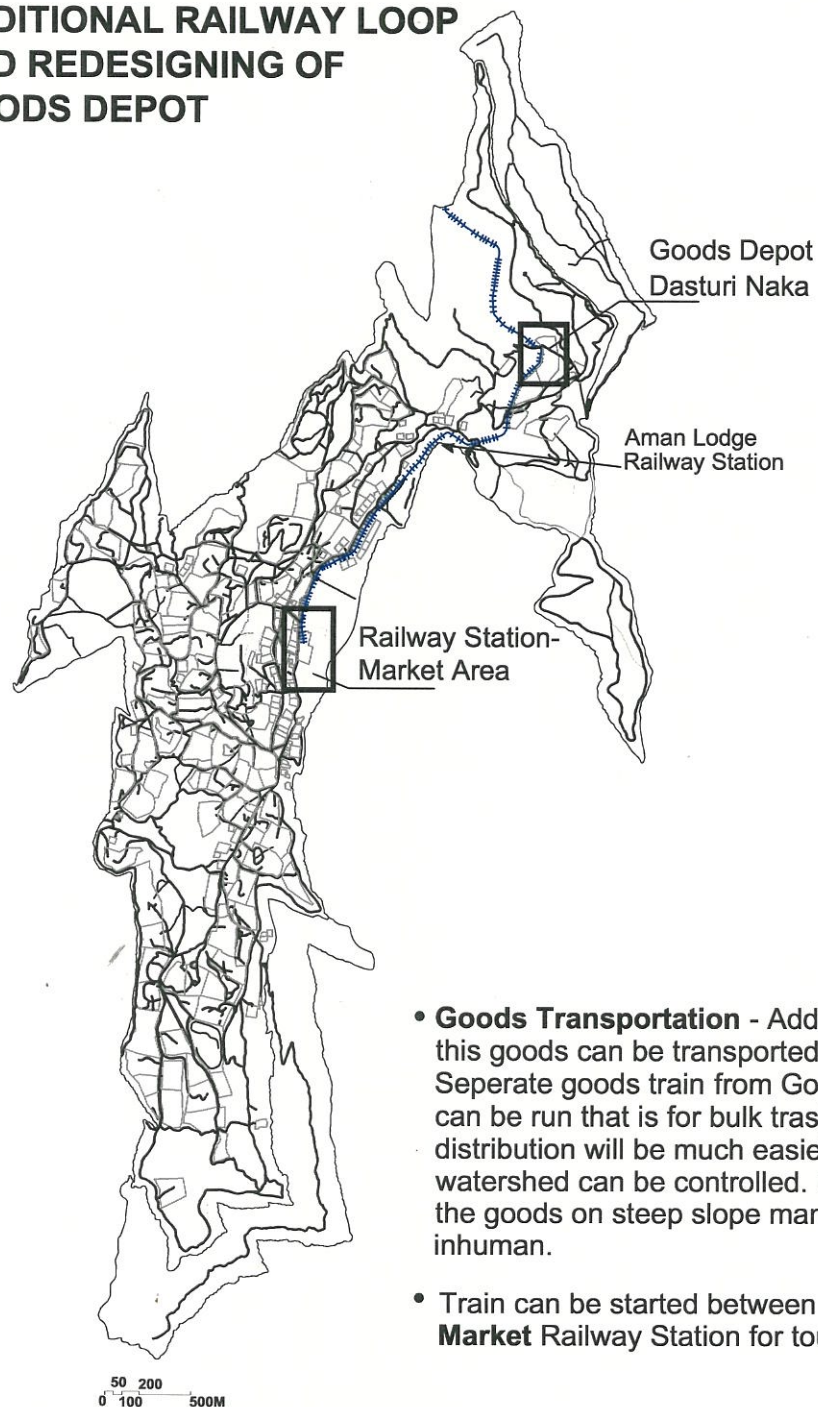 DITIONAL RAILWAY LOOP
D REDESIGNING OF
ODS DEPOT
Goods Depot
Dasturi Naka
Aman Lodge
Railway Station
Railway Station-
Market Area
• Goods Transportation - Add
this goods can be transported
Seperate goods train from Go
can be run that is for bulk tras
distribution will be much easie
watershed can be controlled.
the goods on steep slope mar
inhuman.
• Train can be started between
Market Railway Station for tou
50 200
0 100 500M